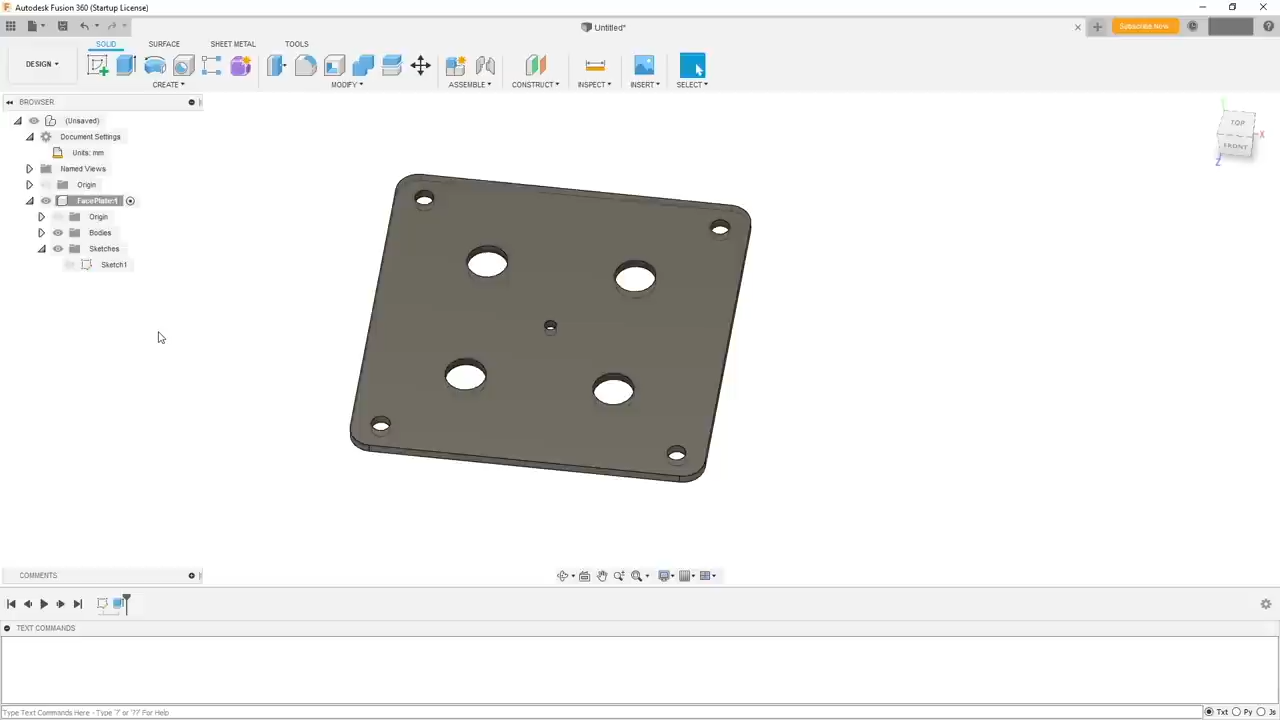 Autodesk Fusion 360 (Startup License)
Untitled*
Subscribe Now
DESIGN
SOLID SURFACE SHEET METAL TOOLS
CREATE MODIFY ASSEMBLE CONSTRUCT INSPECT INSERT SELECT
BROWSER
(Unsaved)
Document Settings
Units: mm
Named Views
Origin
FacePlate:1
Origin
Bodies
Sketches
Sketch1
TOP
FRONT
X
Y
Z
COMMENTS
TEXT COMMANDS
Type Text Commands Here - Type '?' or '??' For Help
Txt Py Js